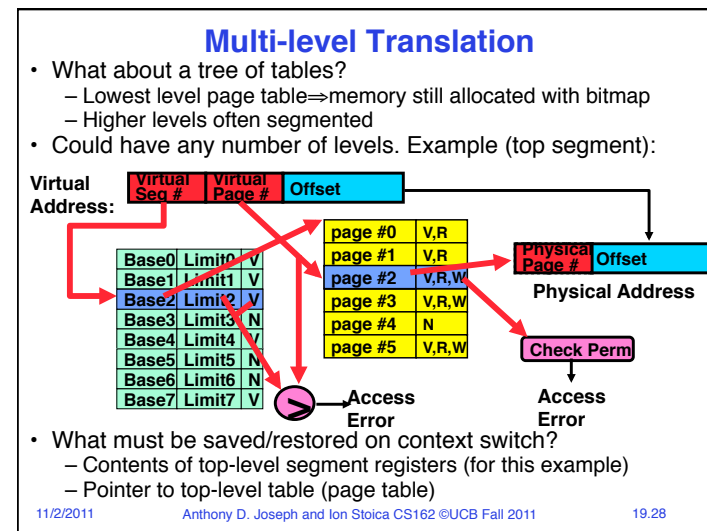 Multi-level Translation
• What about a tree of tables?
– Lowest level page table⇒memory still allocated with bitmap
– Higher levels often segmented
• Could have any number of levels. Example (top segment):
Virtual
Address:
Virtual
Seg #
Virtual
Page #
Offset
Base0 Limit0 V
Base1 Limit1 V
Base2 Limit2 V
Base3 Limit3 N
Base4 Limit4 V
Base5 Limit5 N
Base6 Limit6 N
Base7 Limit7 V
page #0 V,R
page #1 V,R
page #2 V,R,W
page #3 V,R,W
page #4 N
page #5 V,R,W
Physical
Page #
Offset
Physical Address
Check Perm
>
Access
Error
Access
Error
• What must be saved/restored on context switch?
– Contents of top-level segment registers (for this example)
– Pointer to top-level table (page table)
11/2/2011 Anthony D. Joseph and Ion Stoica CS162 ©UCB Fall 2011 19.28